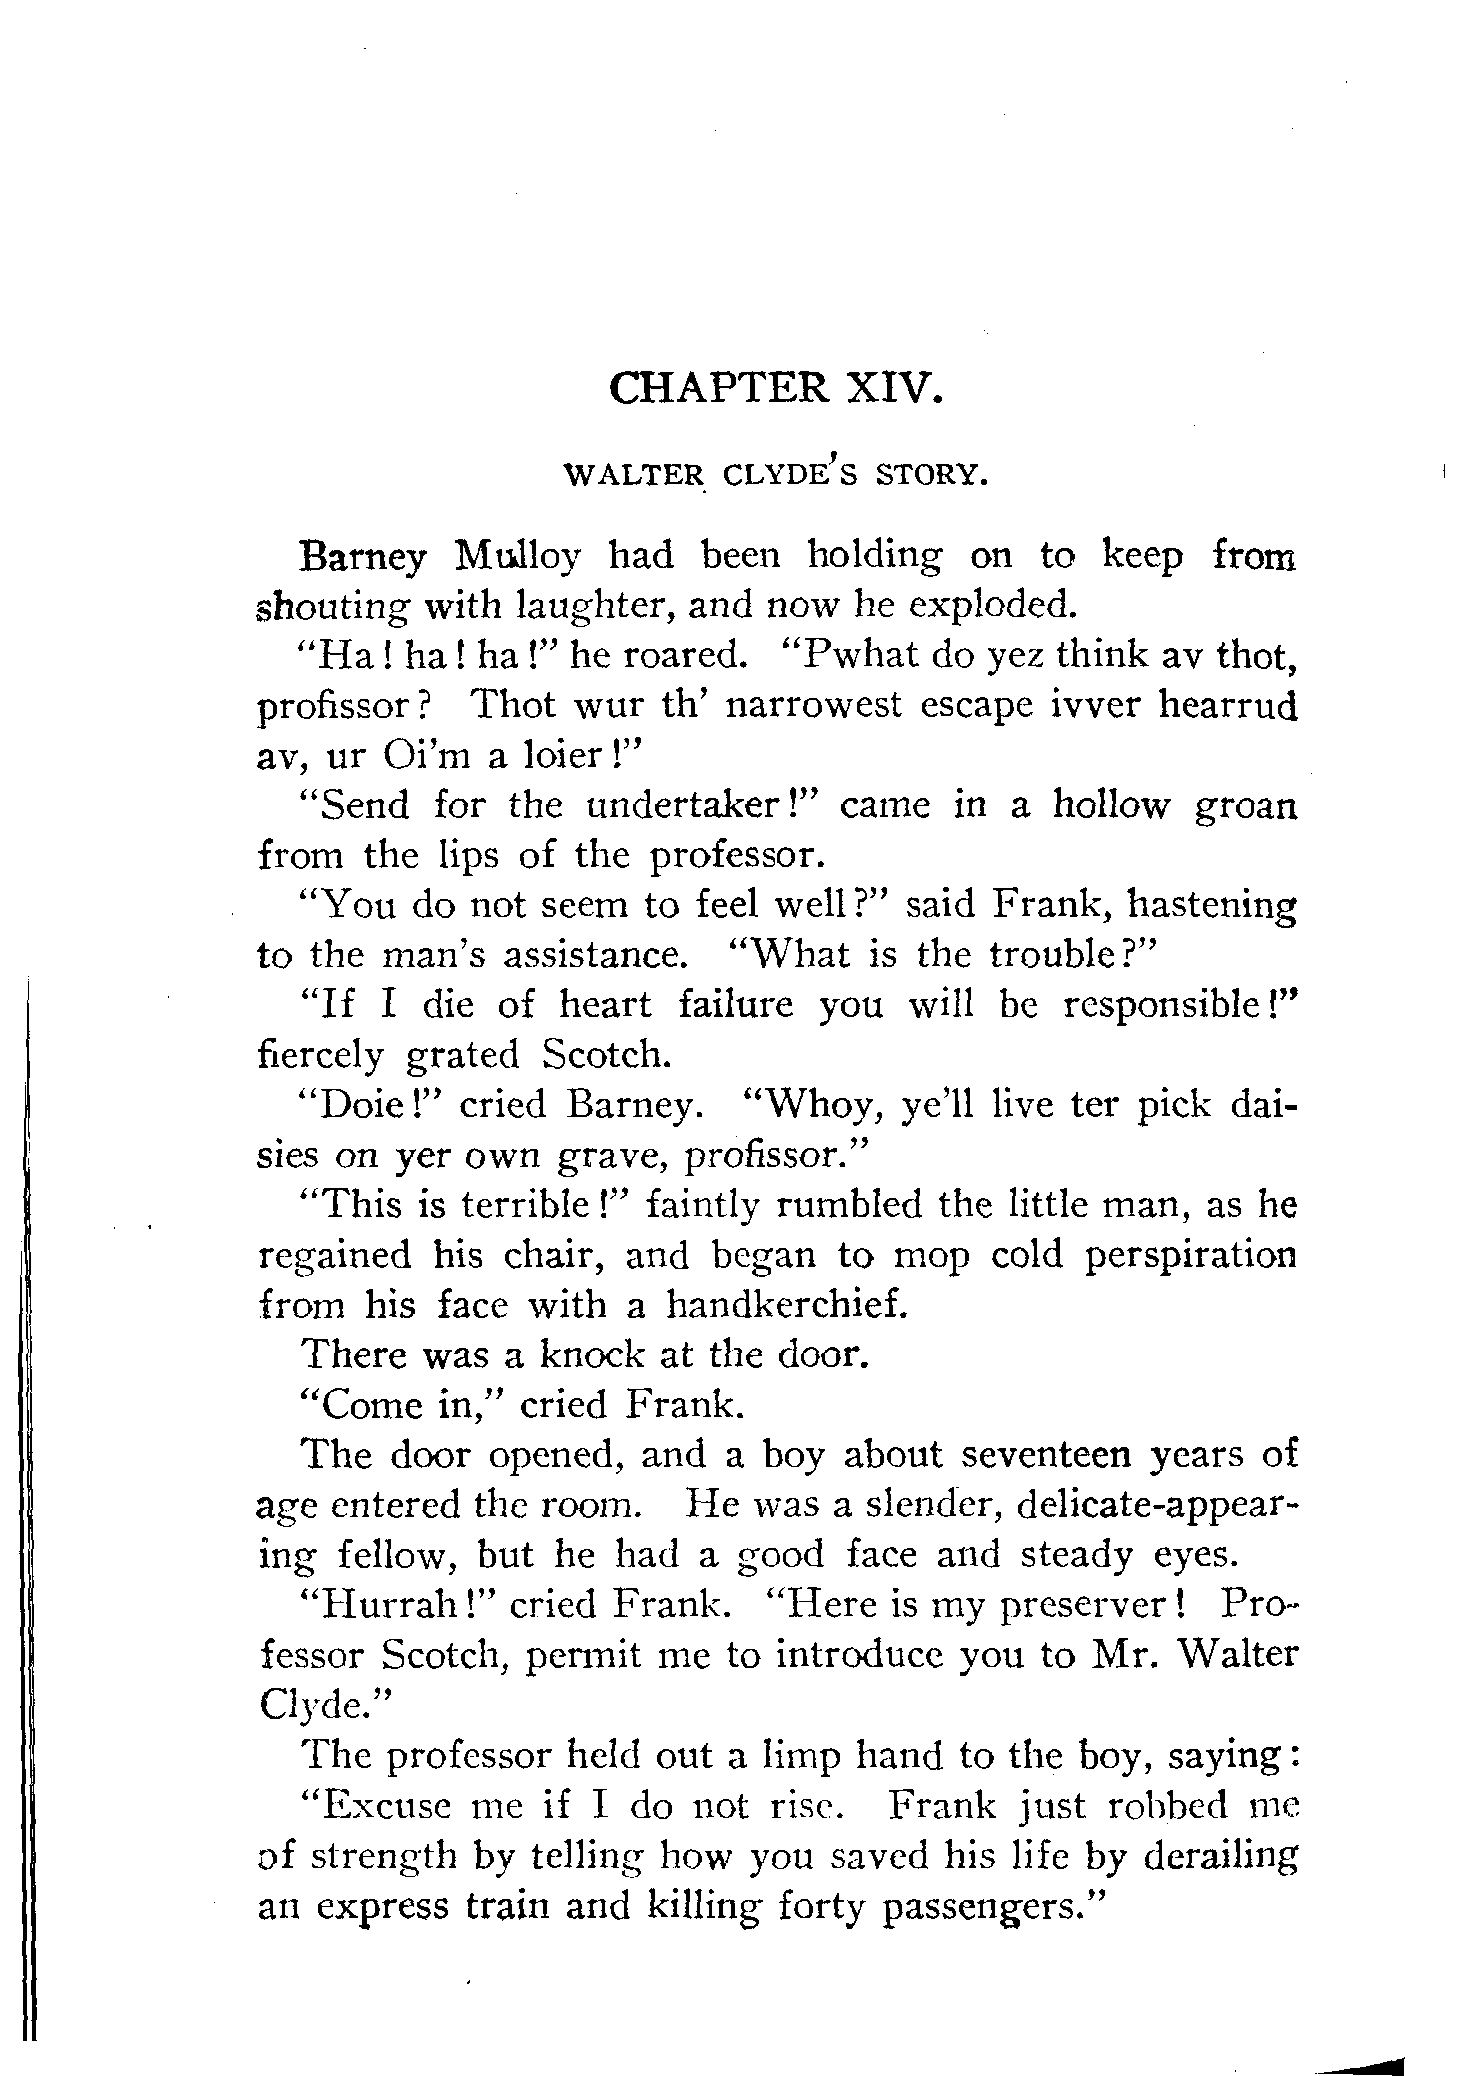 CHAPTER XIV.
WALTER CLYDE'S STORY.
Barney Mulloy had been holding on to keep from
shouting with laughter, and now he exploded.
"Ha! ha! ha!" he roared. "Pwhat do yez think av thot,
profissor? Thot wur th' narrowest escape ivver hearrud
av, ur Oi'm a loier!"
"Send for the undertaker!" came in a hollow groan
from the lips of the professor.
"You do not seem to feel well?" said Frank, hastening
to the man's assistance. "What is the trouble?"
"If I die of heart failure you will be responsible!"
fiercely grated Scotch.
"Doie!" cried Barney. "Whoy, ye'll live ter pick dai-
sies on yer own grave, profissor."
"This is terrible!" faintly rumbled the little man, as he
regained his chair, and began to mop cold perspiration
from his face with a handkerchief.
There was a knock at the door.
"Come in," cried Frank.
The door opened, and a boy about seventeen years of
age entered the room. He was a slender, delicate-appear-
ing fellow, but he had a good face and steady eyes.
"Hurrah!" cried Frank. "Here is my preserver! Pro-
fessor Scotch, permit me to introduce you to Mr. Walter
Clyde."
The professor held out a limp hand to the boy, saying:
"Excuse me if I do not rise. Frank just robbed me
of strength by telling how you saved his life by derailing
an express train and killing forty passengers."